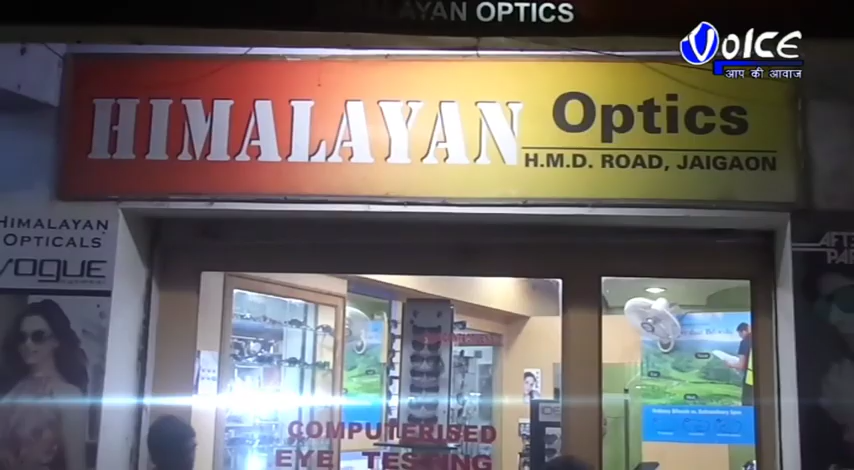 HIMALAYAN OPTICS
VOICE
आप की आवाज
HIMALAYAN Optics
H.M.D. ROAD, JAIGAON
HIMALAYAN
OPTICALS
VOGUE
COMPUTERISED
EYE TESTING